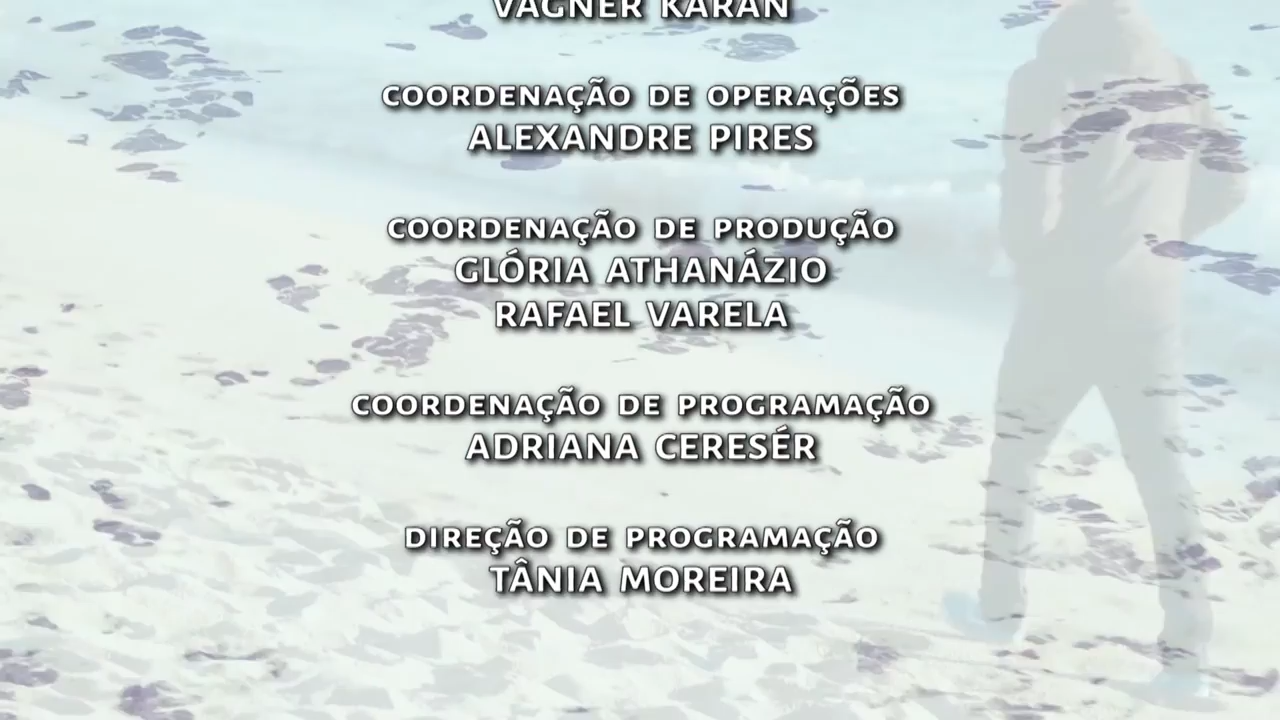 VAGNER KARAN
COORDENAÇÃO DE OPERAÇÕES
ALEXANDRE PIRES
COORDENAÇÃO DE PRODUÇÃO
GLÓRIA ATHANÁZIO
RAFAEL VARELA
COORDENAÇÃO DE PROGRAMAÇÃO
ADRIANA CERESÉR
DIREÇÃO DE PROGRAMAÇÃO
TÂNIA MOREIRA